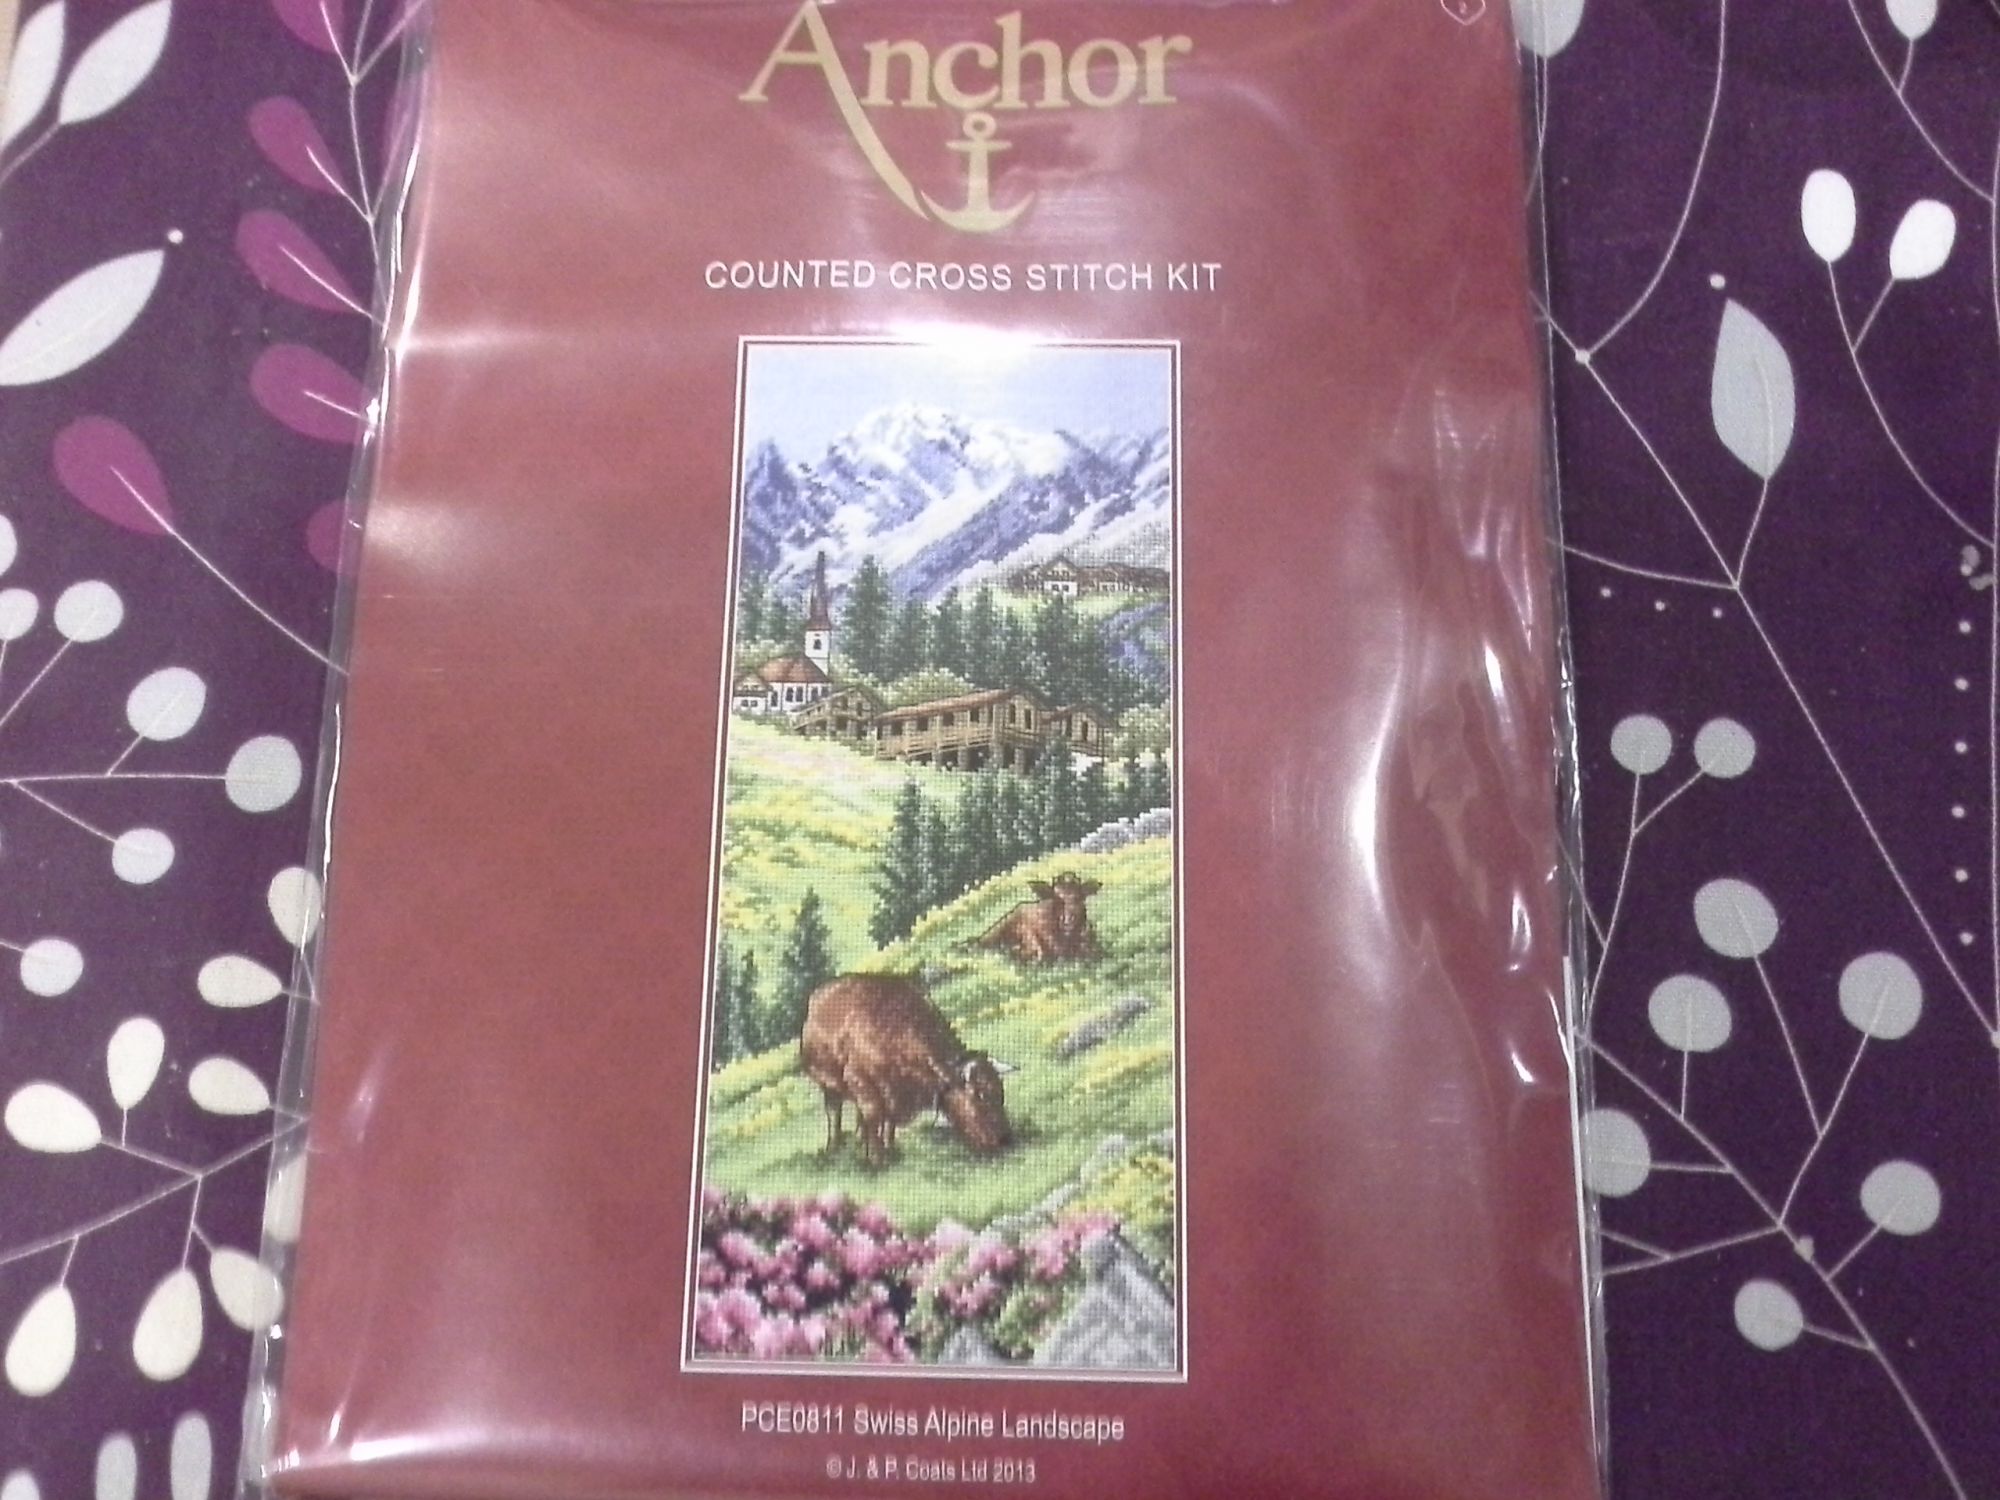 Anchor
COUNTED CROSS STITCH KIT
PCE0811 Swiss Alpine Landscape
© J. & P. Coats Ltd 2013